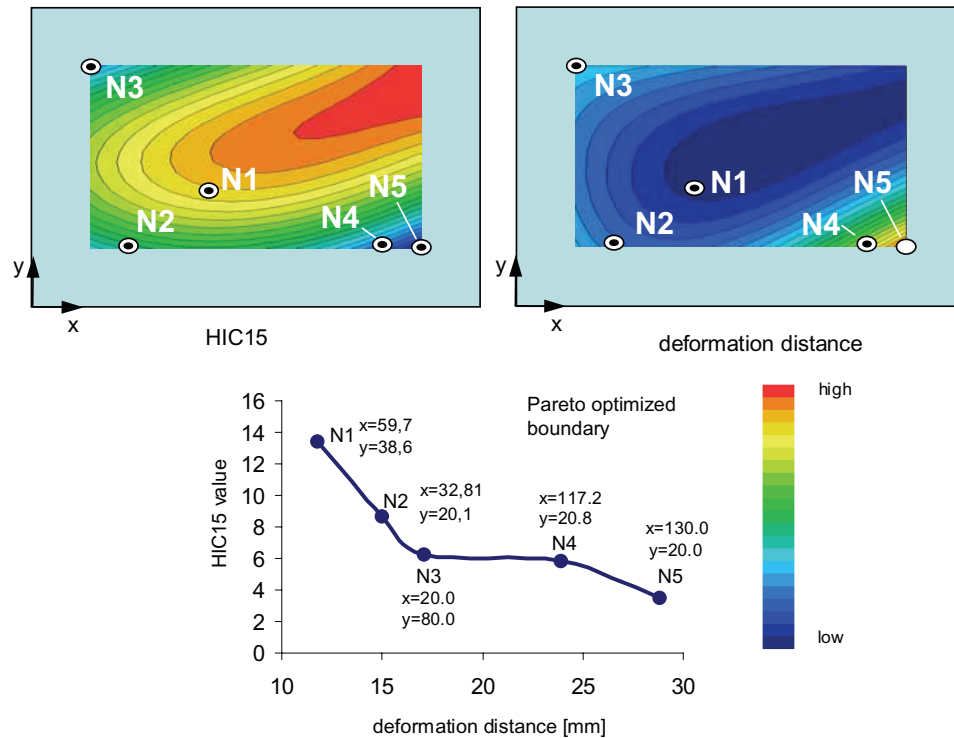 N3
N1
N2
N4
N5
y
x
HIC15
N3
N1
N2
N4
N5
y
x
deformation distance
high
low
Pareto optimized
boundary
HIC15 value
16
14
12
10
8
6
4
2
0
N1
x=59,7
y=38,6
N2
x=32,81
y=20,1
N3
x=20.0
y=80.0
x=117.2
y=20.8
N4
x=130.0
y=20.0
N5
10
15
20
25
30
deformation distance [mm]